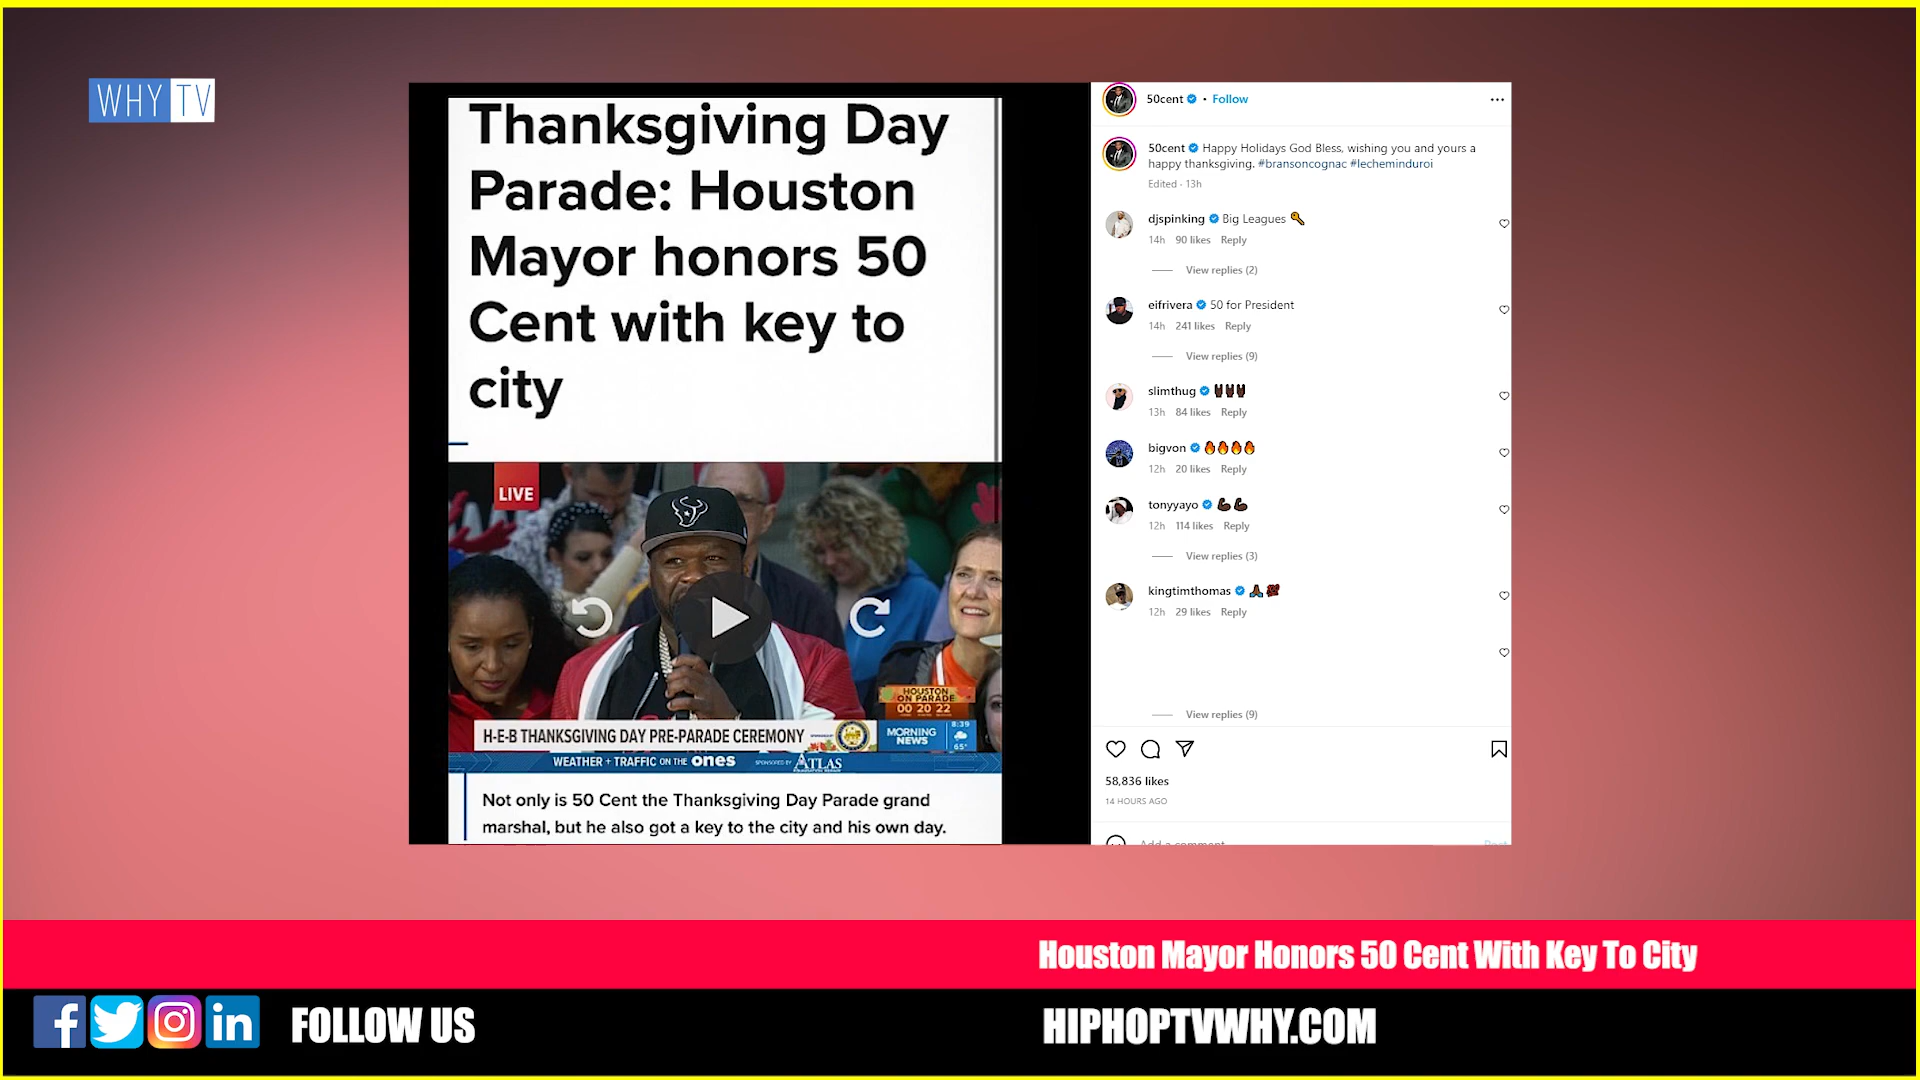 WHY TV
Thanksgiving Day
Parade: Houston
Mayor honors 50
Cent with key to
city
LIVE
HOUSTON
ON PARADE
00 20 22
H-E-B THANKSGIVING DAY PRE-PARADE CEREMONY
MORNING
NEWS
8:39
65°
WEATHER + TRAFFIC ON THE ones
SPONSORED BY
ATLAS
Not only is 50 Cent the Thanksgiving Day Parade grand
marshal, but he also got a key to the city and his own day.
50cent • Follow
50cent Happy Holidays God Bless, wishing you and yours a
happy thanksgiving. #bransoncognac #lecheminduroi
Edited · 13h
djspinking Big Leagues 🔑
14h 90 likes Reply
View replies (2)
eifrivera 50 for President
14h 241 likes Reply
View replies (9)
slimthug 🤘🏿🤘🏿🤘🏿
13h 84 likes Reply
bigvon 🔥🔥🔥🔥
12h 20 likes Reply
tonyyayo 💪🏿💪🏿
12h 114 likes Reply
View replies (3)
kingtimthomas 🙏🏾💯
12h 29 likes Reply
View replies (9)
58,836 likes
14 HOURS AGO
Add a comment
Post
Houston Mayor Honors 50 Cent With Key To City
f
in
FOLLOW US
HIPHOPTVWHY.COM